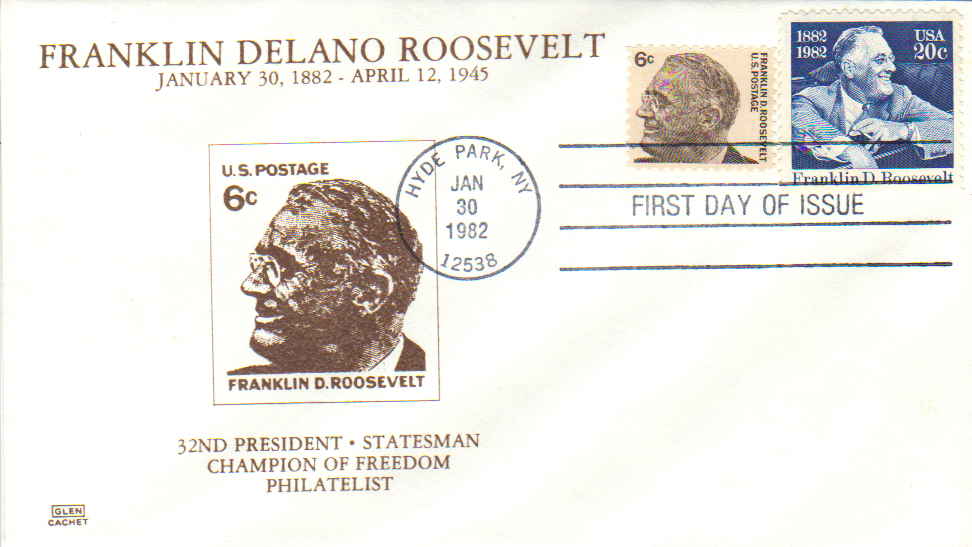 FRANKLIN DELANO ROOSEVELT
JANUARY 30, 1882 - APRIL 12, 1945
6c
FRANKLIN D. ROOSEVELT
U.S. POSTAGE
1882
1982
USA
20c
Franklin D. Roosevelt
U.S. POSTAGE
6c
FRANKLIN D. ROOSEVELT
HYDE PARK, NY
JAN
30
1982
12538
FIRST DAY OF ISSUE
32ND PRESIDENT • STATESMAN
CHAMPION OF FREEDOM
PHILATELIST
GLEN
CACHET